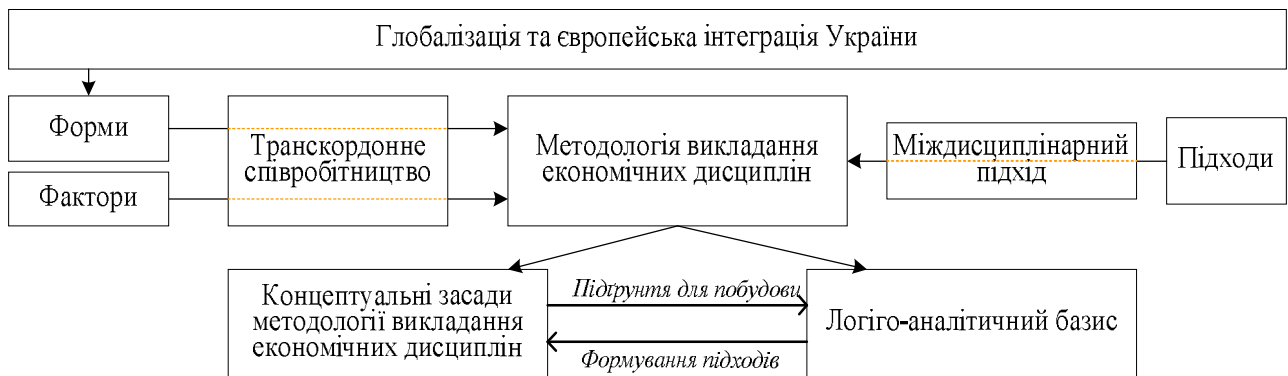 Глобалізація та європейська інтеграція України
Форми
Фактори
Транскордонне
співробітництво
Методологія викладання
економічних дисциплін
Міждисциплінарний
підхід
Підходи
Концептуальні засади
методології викладання
економічних дисциплін
Підґрунтя для побудови
Формування підходів
Логіго-аналітичний базис